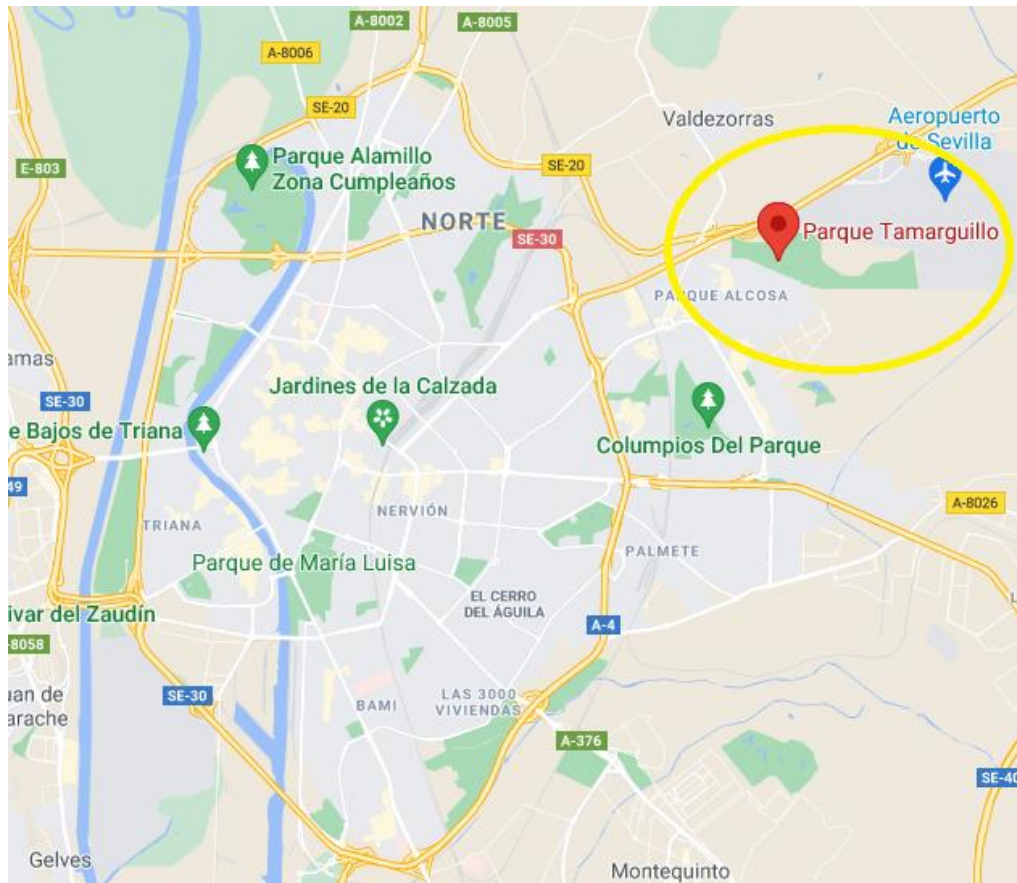 A-8002
A-8005
A-8006
SE-20
Valdezorras
Aeropuerto
de Sevilla
E-803
Parque Alamillo
Zona Cumpleaños
SE-20
NORTE
SE-30
Parque Tamarguillo
PARQUE ALCOSA
amas
Jardines de la Calzada
SE-30
e Bajos de Triana
Columpios Del Parque
49
A-8026
TRIANA
NERVIÓN
PALMETE
Parque de María Luisa
EL CERRO
DEL ÁGUILA
ivar del Zaudín
A-4
-8058
uan de
arache
SE-30
BAMI
LAS 3000
VIVIENDAS
A-376
SE-40
Gelves
Montequinto